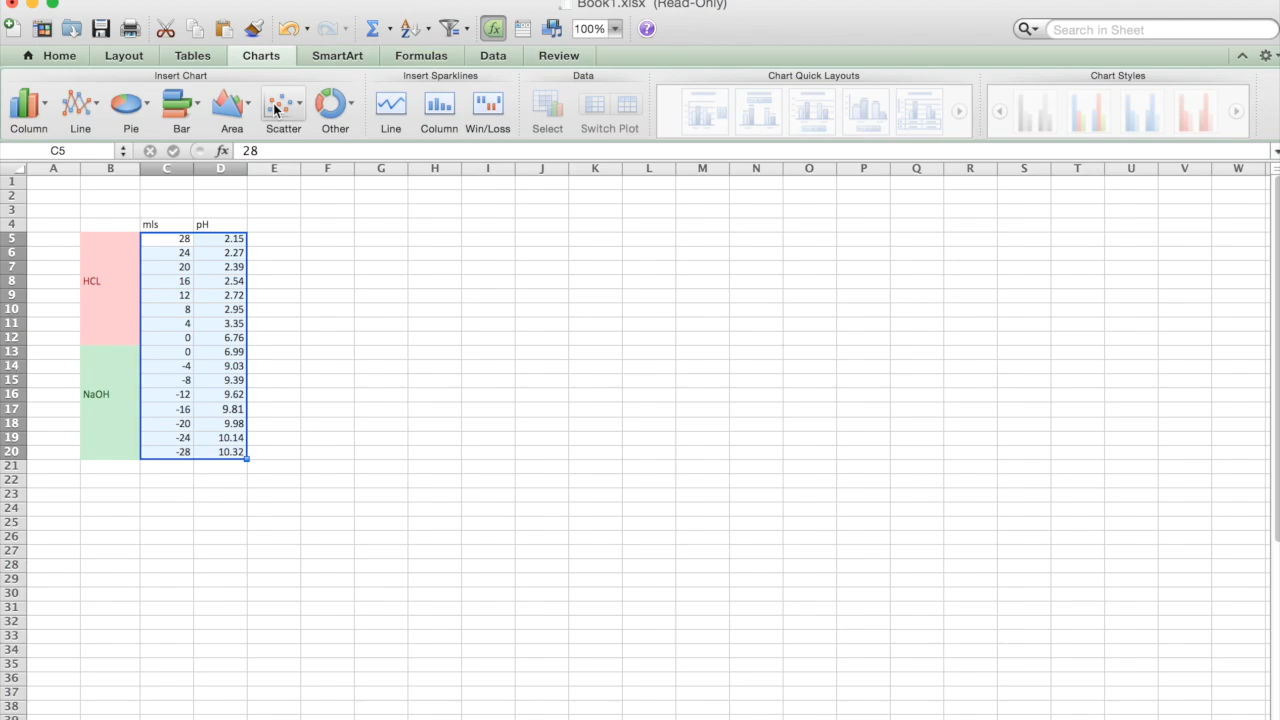 Book1.xlsx (Read-Only)
100% Search in Sheet
Home Layout Tables Charts SmartArt Formulas Data Review
Insert Chart Insert Sparklines Data Chart Quick Layouts Chart Styles
Column Line Pie Bar Area Scatter Other Line Column Win/Loss Select Switch Plot
C5 fx 28
A B C D E F G H I J K L M N O P Q R S T U V W
1
2
3
4 mls pH
5 28 2.15
6 24 2.27
7 20 2.39
8 HCL 16 2.54
9 12 2.72
10 8 2.95
11 4 3.35
12 0 6.76
13 0 6.99
14 -4 9.03
15 -8 9.39
16 NaOH -12 9.62
17 -16 9.81
18 -20 9.98
19 -24 10.14
20 -28 10.32
21
22
23
24
25
26
27
28
29
30
31
32
33
34
35
36
37
38
39